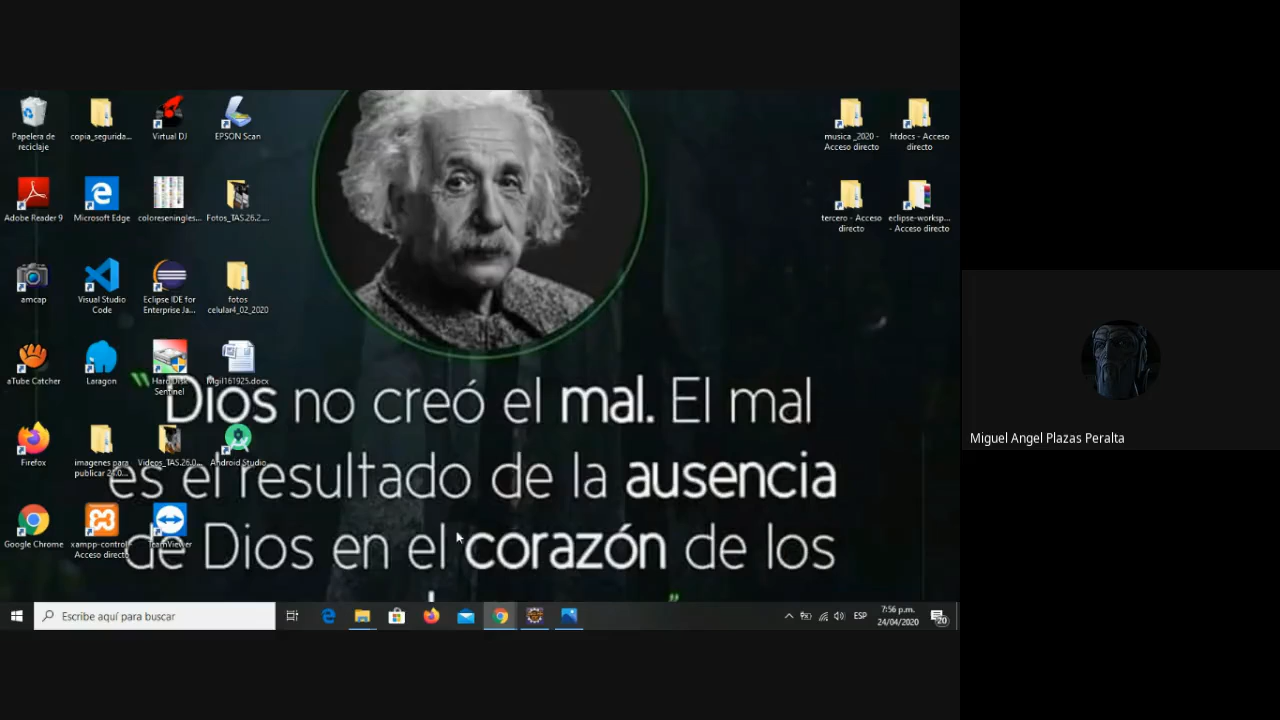 Papelera de
reciclaje
copia_segurida...
Virtual DJ
EPSON Scan
musica _2020 -
Acceso directo
htdocs - Acceso
directo
Adobe Reader 9
Microsoft Edge
coloreseningles...
Fotos_TAS.26.2....
tercero - Acceso
directo
eclipse-worksp...
- Acceso directo
amcap
Visual Studio
Code
Eclipse IDE for
Enterprise Ja...
fotos
celular4_02_2020
aTube Catcher
Laragon
Hard Disk
Sentinel
Mgil161925.docx
Firefox
imagenes para
publicar 24.0...
Videos_TAS.26.0...
Android Studio
Google Chrome
xampp-control -
Acceso directo
TeamViewer
Dios no creó el mal. El mal
es el resultado de la ausencia
de Dios en el corazón de los
Miguel Angel Plazas Peralta
Escribe aquí para buscar
ESP
7:56 p.m.
24/04/2020
20